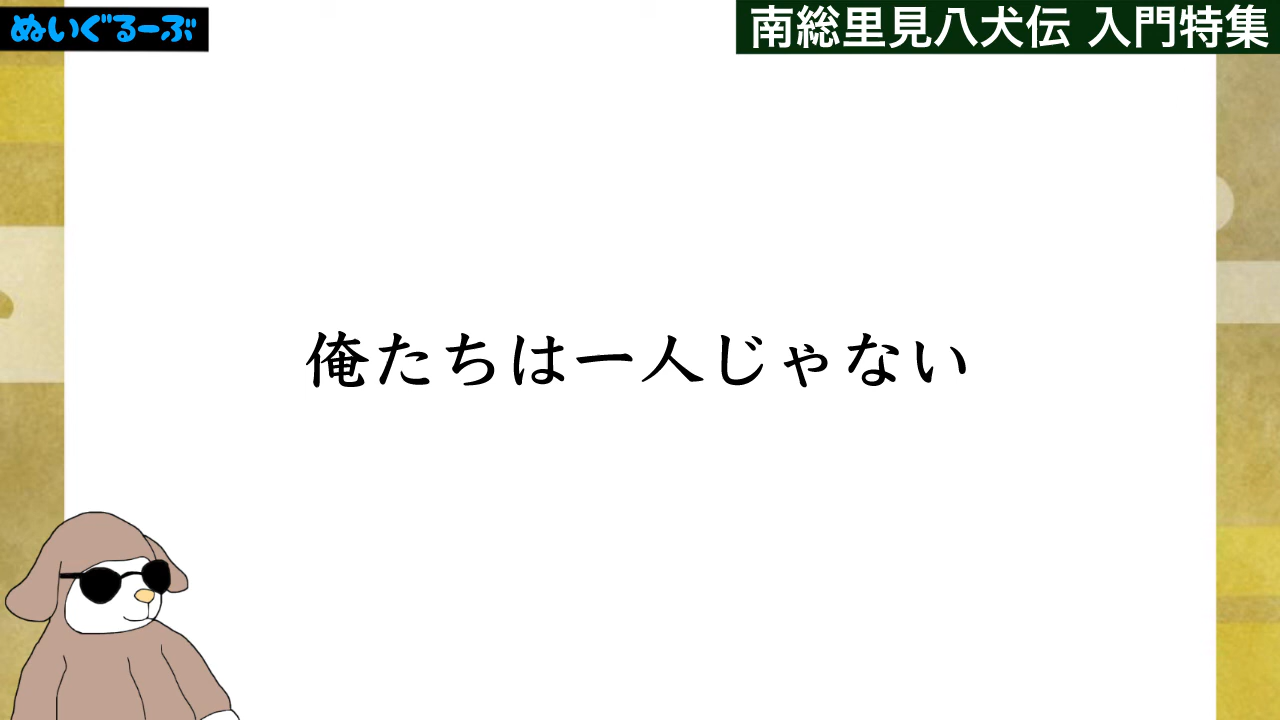 ぬいぐるーぶ
南総里見八犬伝 入門特集
俺たちは一人じゃない